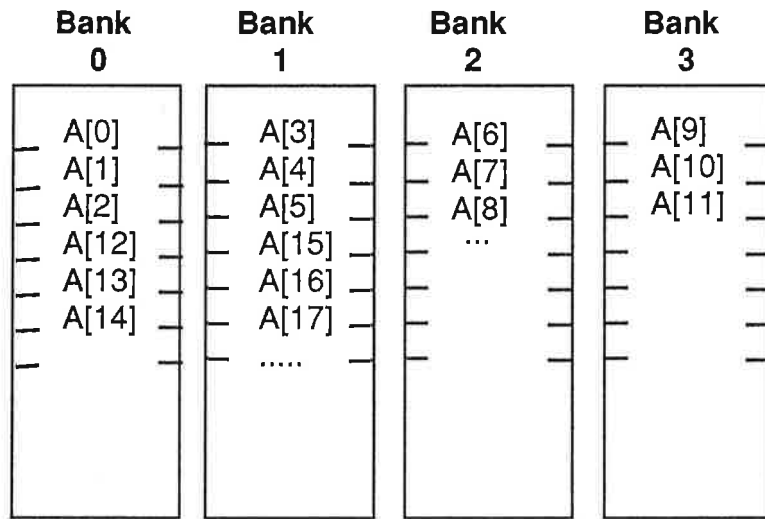 Bank 0
Bank 1
Bank 2
Bank 3
A[0]
A[1]
A[2]
A[12]
A[13]
A[14]
A[3]
A[4]
A[5]
A[15]
A[16]
A[17]
.....
A[6]
A[7]
A[8]
...
A[9]
A[10]
A[11]